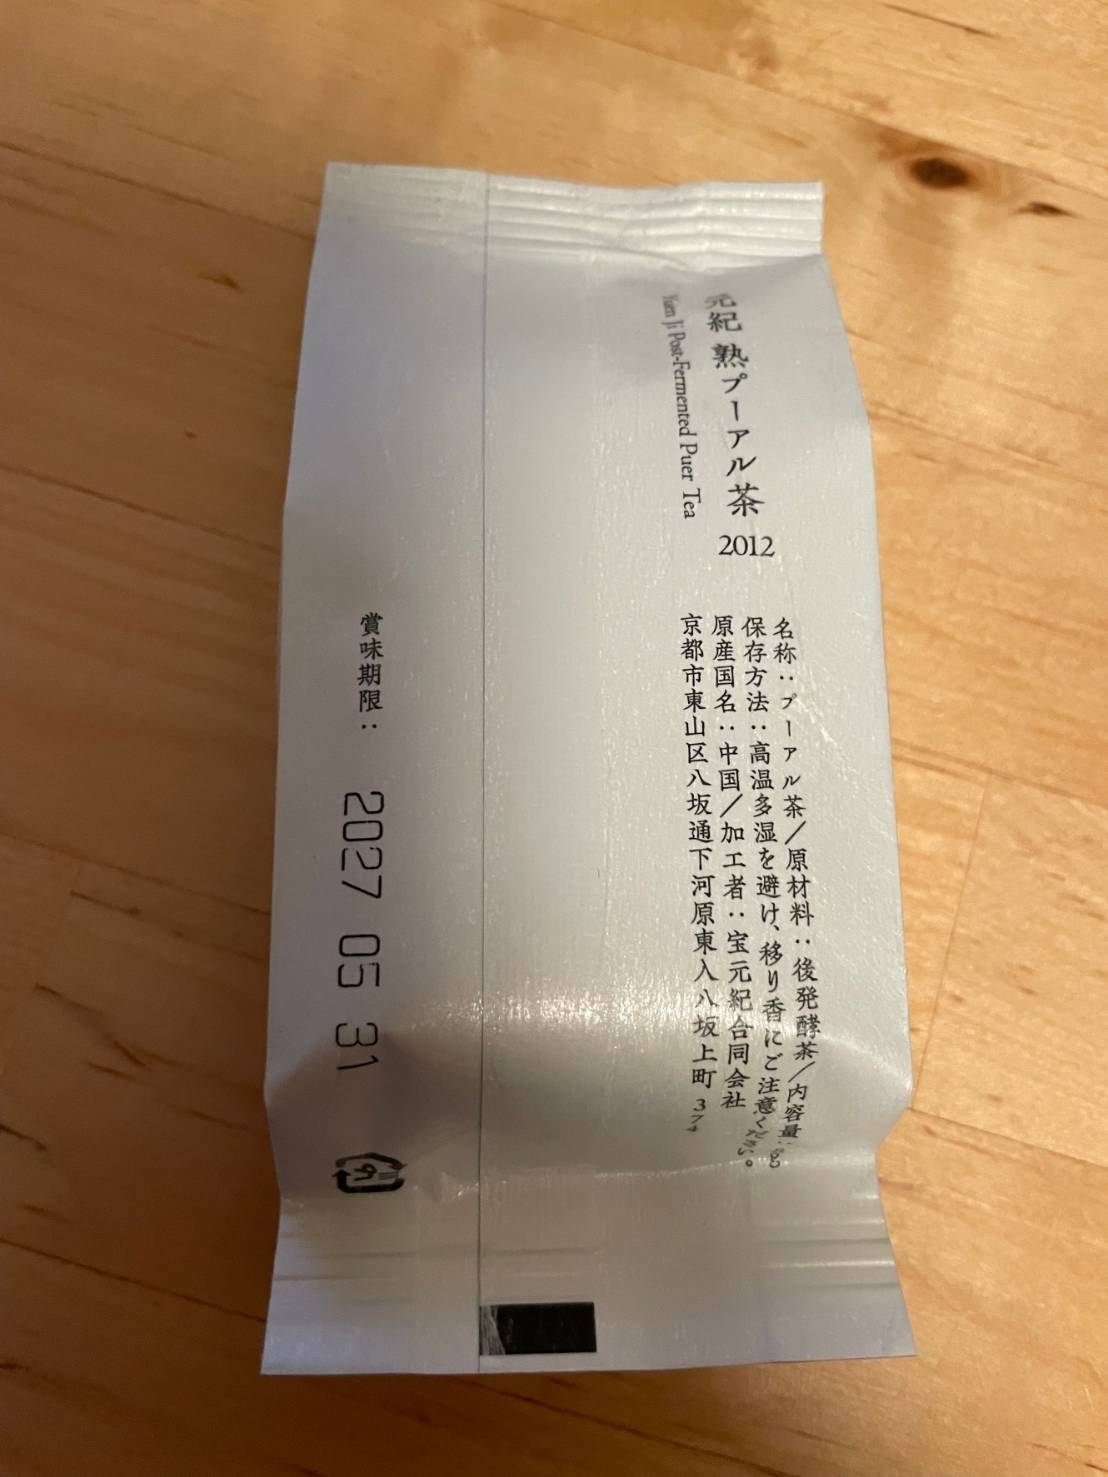 元紀 熟プーアル茶 2012
Yuen Ji Post-Fermented Puer Tea
名称：プーアル茶/原材料：後発酵茶/内容量：g
保存方法：高温多湿を避け、移り香にご注意ください。
原産国名：中国/加工者：宝元紀合同会社
京都市東山区八坂通下河原東入八坂上町374
賞味期限：
2027 05 31